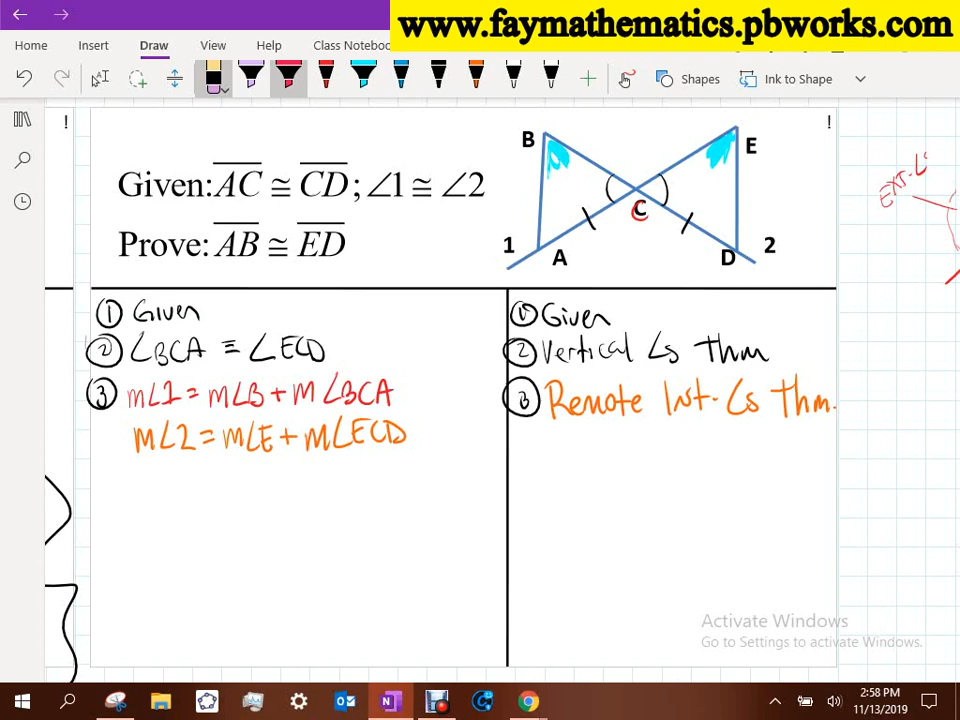 www.faymathematics.pbworks.com
Home Insert Draw View Help Class Notebo
Shapes Ink to Shape
! !
Given: AC ≅ CD; ∠1 ≅ ∠2
Prove: AB ≅ ED
B E
C
1 A D 2
EXT. L's
① Given
① Given
② ∠BCA ≅ ∠ECD
② Vertical ∠s Thm
③ m∠1 = m∠B + m∠BCA
③ Remote Int. ∠s Thm.
m∠2 = m∠E + m∠ECD
Activate Windows
Go to Settings to activate Windows.
2:58 PM
11/13/2019